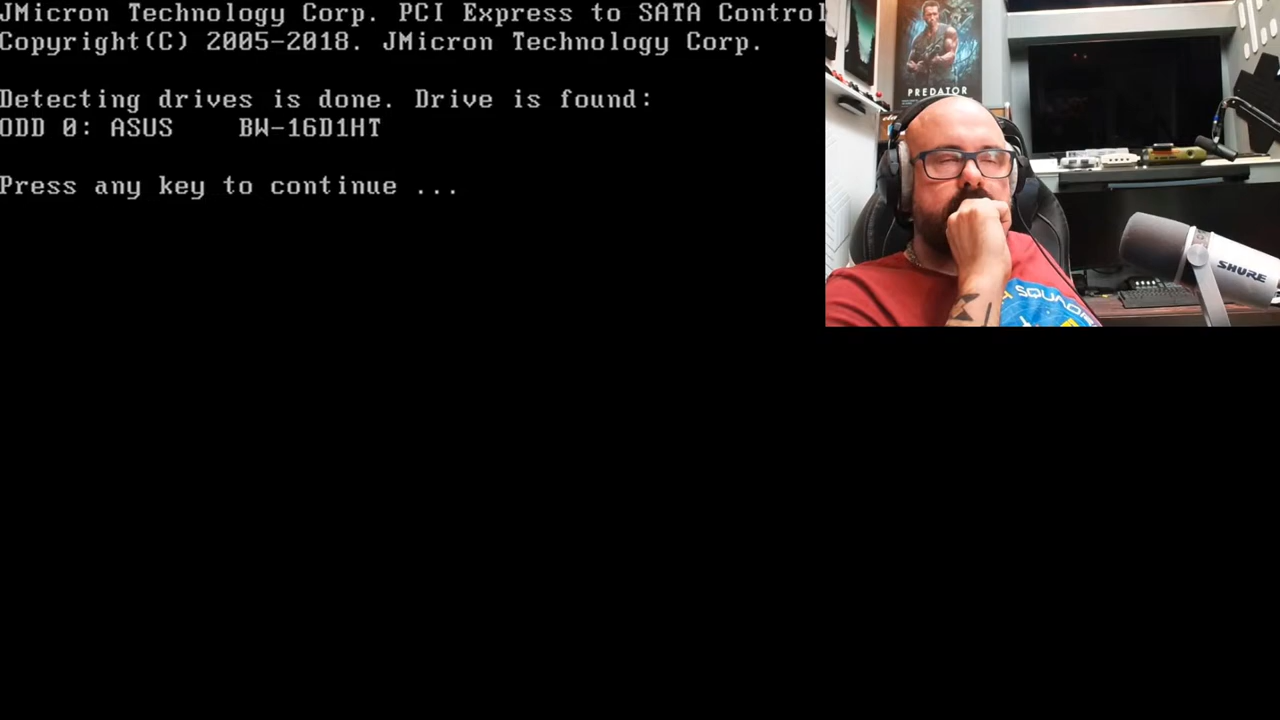 JMicron Technology Corp. PCI Express to SATA Control
Copyright(C) 2005-2018. JMicron Technology Corp.
Detecting drives is done. Drive is found:
ODD 0: ASUS BW-16D1HT
Press any key to continue ...
PREDATOR
SHURE
SQUAD